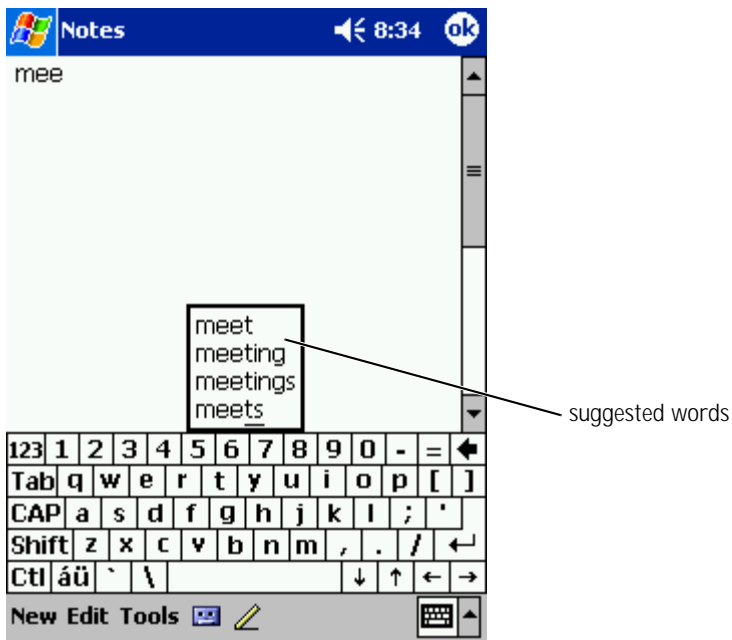 Notes 8:34 ok
mee
meet
meeting
meetings
meets
suggested words
123 1 2 3 4 5 6 7 8 9 0 - =
Tab q w e r t y u i o p [ ]
CAP a s d f g h j k l ; '
Shift z x c v b n m , . /
Ctl áü ` \ ↓ ↑ ← →
New Edit Tools